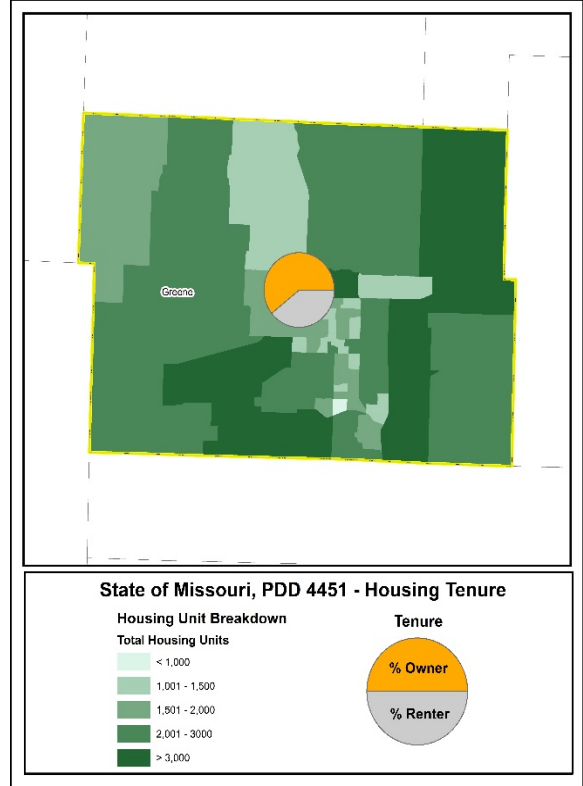 Greene
State of Missouri, PDD 4451 - Housing Tenure
Housing Unit Breakdown
Total Housing Units
< 1,000
1,001 - 1,500
1,501 - 2,000
2,001 - 3000
> 3,000
Tenure
% Owner
% Renter